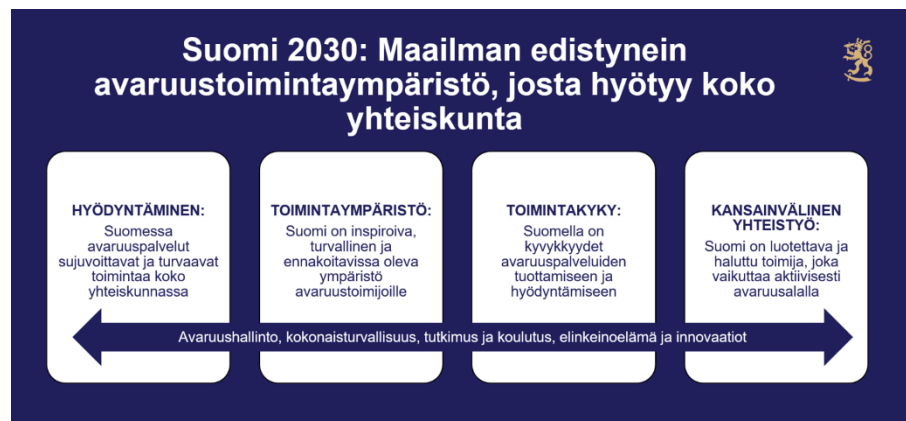 Suomi 2030: Maailman edistynein
avaruustoimintaympäristö, josta hyötyy koko
yhteiskunta
HYÖDYNTÄMINEN:
Suomessa
avaruuspalvelut
sujuvoittavat ja turvaavat
toimintaa koko
yhteiskunnassa
TOIMINTAYMPÄRISTÖ:
Suomi on inspiroiva,
turvallinen ja
ennakoitavissa oleva
ympäristö
avaruustoimijoille
TOIMINTAKYKY:
Suomella on
kyvykkyydet
avaruuspalveluiden
tuottamiseen ja
hyödyntämiseen
KANSAINVÄLINEN
YHTEISTYÖ:
Suomi on luotettava ja
haluttu toimija, joka
vaikuttaa aktiivisesti
avaruusalalla
Avaruushallinto, kokonaisturvallisuus, tutkimus ja koulutus, elinkeinoelämä ja innovaatiot